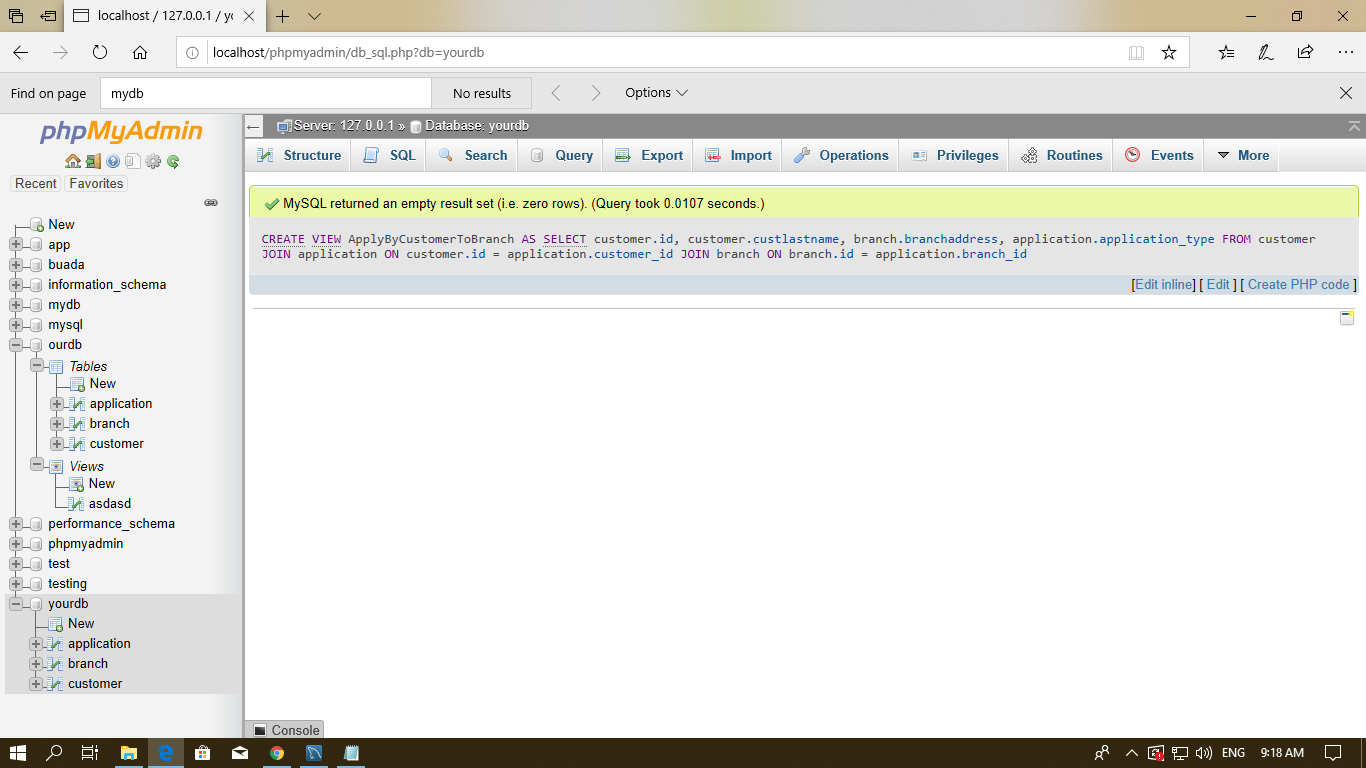 localhost / 127.0.0.1 / yo
localhost/phpmyadmin/db_sql.php?db=yourdb
Find on page
mydb
No results
Options
phpMyAdmin
Recent
Favorites
New
app
buada
information_schema
mydb
mysql
ourdb
Tables
New
application
branch
customer
Views
New
asdasd
performance_schema
phpmyadmin
test
testing
yourdb
New
application
branch
customer
Server: 127.0.0.1 » Database: yourdb
Structure SQL Search Query Export Import Operations Privileges Routines Events More
MySQL returned an empty result set (i.e. zero rows). (Query took 0.0107 seconds.)
CREATE VIEW ApplyByCustomerToBranch AS SELECT customer.id, customer.custlastname, branch.branchaddress, application.application_type FROM customer
JOIN application ON customer.id = application.customer_id JOIN branch ON branch.id = application.branch_id
[Edit inline] [ Edit ] [ Create PHP code ]
Console
ENG
9:18 AM